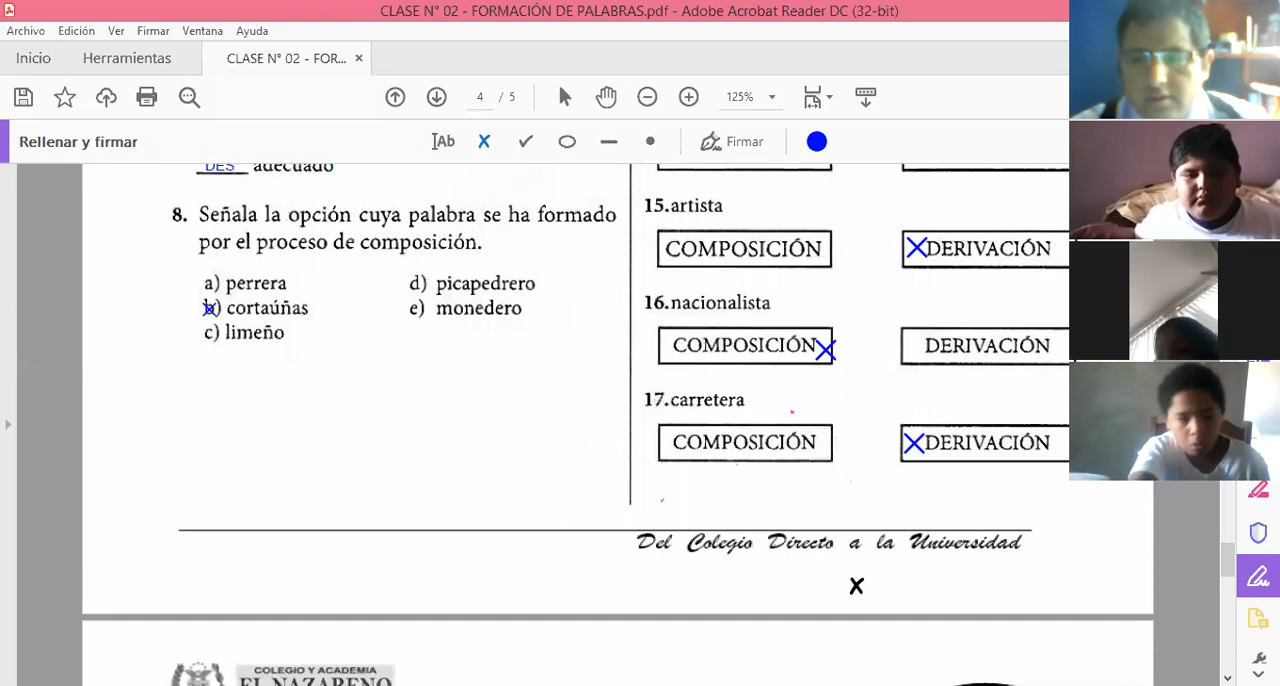 CLASE N° 02 - FORMACIÓN DE PALABRAS.pdf - Adobe Acrobat Reader DC (32-bit)
Archivo Edición Ver Firmar Ventana Ayuda
Inicio Herramientas CLASE N° 02 - FOR... ×
4 / 5 125%
Rellenar y firmar Ab Firmar
DES adecuado
8. Señala la opción cuya palabra se ha formado
por el proceso de composición.
a) perrera d) picapedrero
b) cortaúñas e) monedero
c) limeño
15.artista
COMPOSICIÓN DERIVACIÓN
16.nacionalista
COMPOSICIÓN DERIVACIÓN
17.carretera
COMPOSICIÓN DERIVACIÓN
Del Colegio Directo a la Universidad
x
COLEGIO Y ACADEMIA
EL NAZARENO